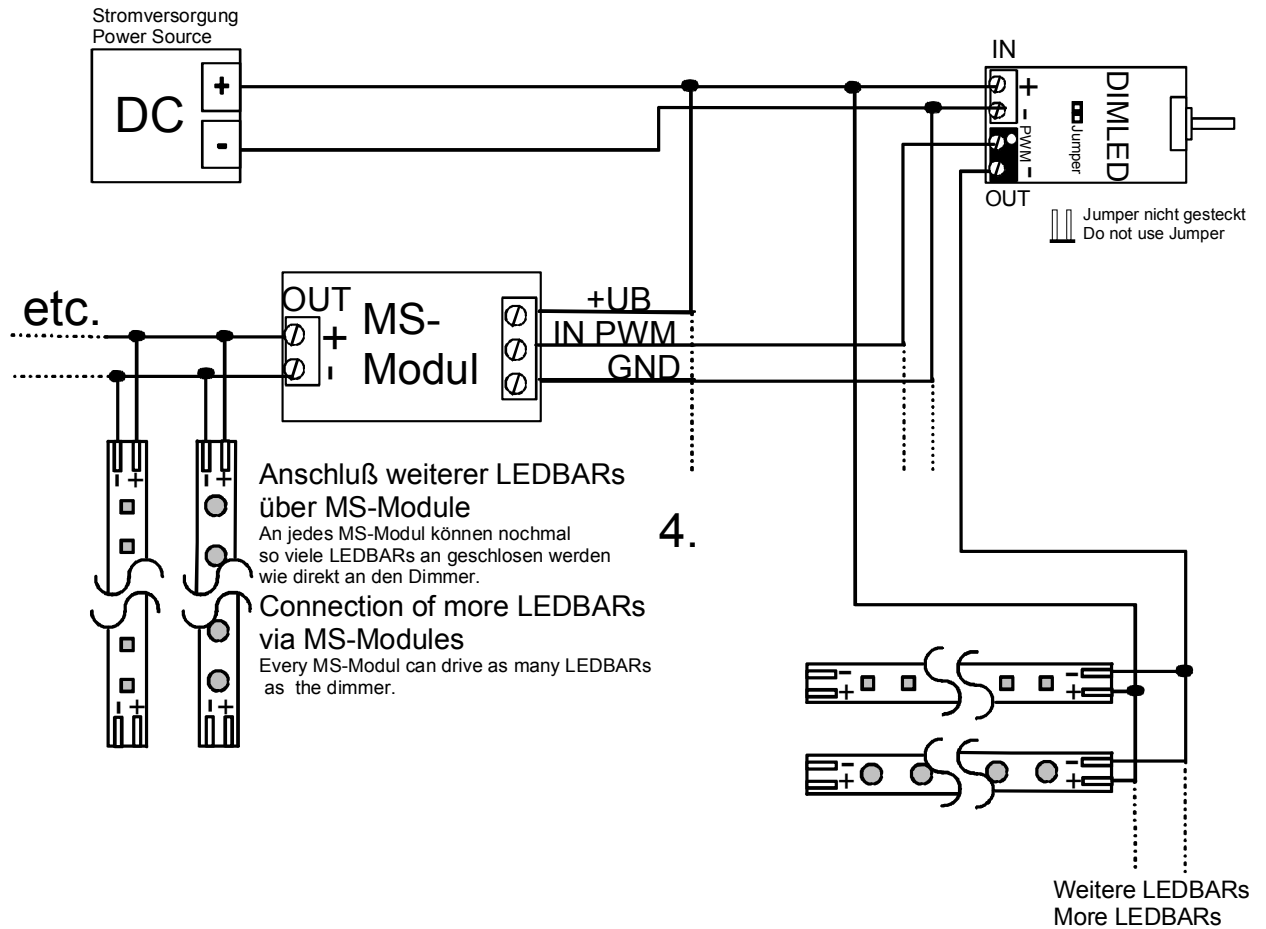 Stromversorgung
Power Source
DC
+
-
IN
+
-
PWM
-
OUT
Jumper
DIMLED
Jumper nicht gesteckt
Do not use Jumper
etc.
OUT
+
-
MS-
Modul
+UB
IN PWM
GND
- +
- +
- +
- +
Anschluß weiterer LEDBARs
über MS-Module
An jedes MS-Modul können nochmal
so viele LEDBARs an geschlosen werden
wie direkt an den Dimmer.
Connection of more LEDBARs
via MS-Modules
Every MS-Modul can drive as many LEDBARs
as the dimmer.
4.
- -
+ +
- -
+ +
Weitere LEDBARs
More LEDBARs